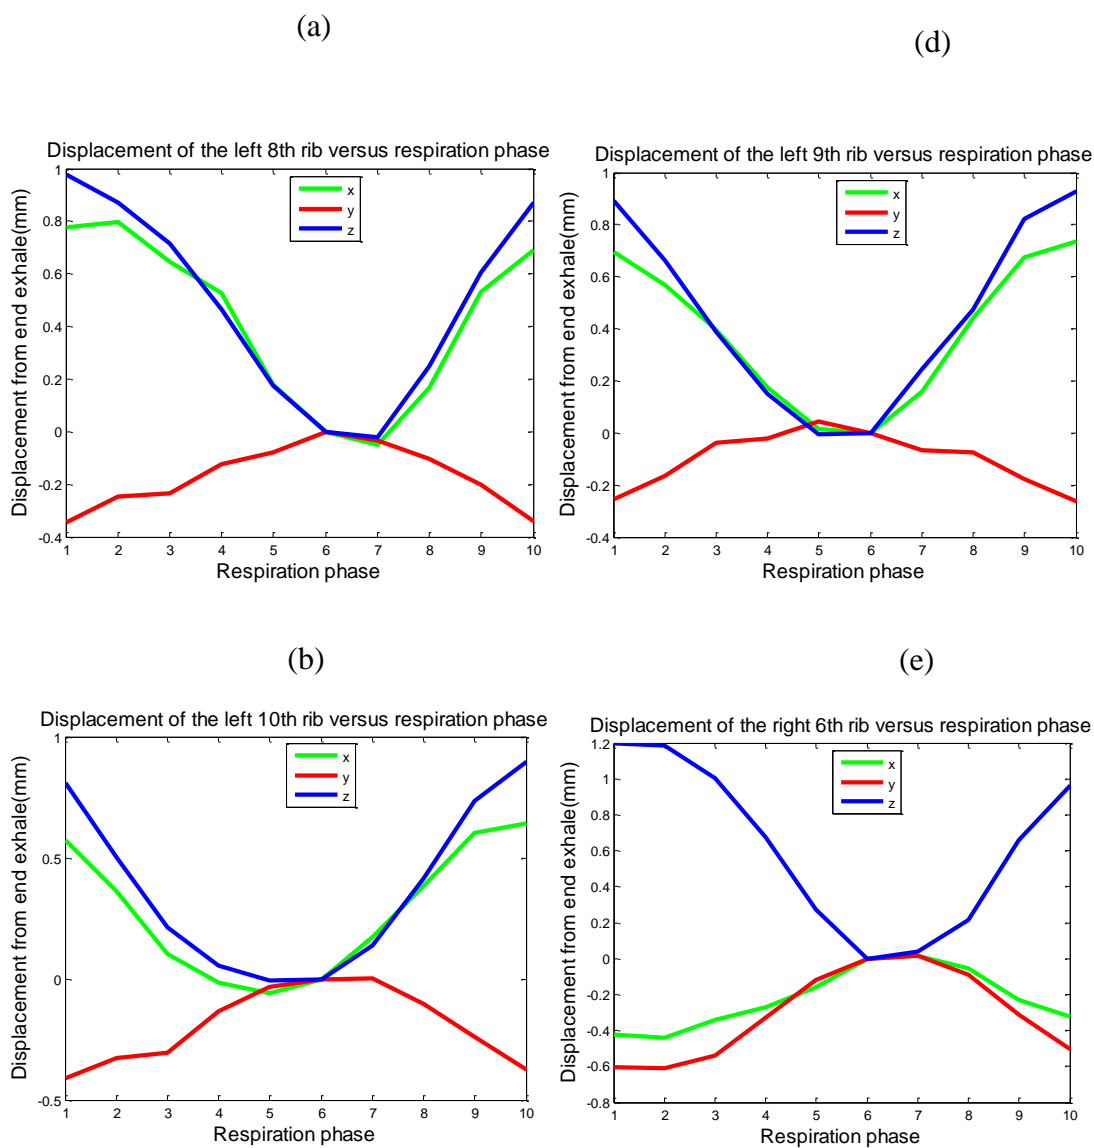 (a)
(d)
Displacement of the left 8th rib versus respiration phase
Displacement from end exhale(mm)
1
0.8
0.6
0.4
0.2
0
-0.2
-0.4
x
y
z
1 2 3 4 5 6 7 8 9 10
Respiration phase
Displacement of the left 9th rib versus respiration phase
Displacement from end exhale(mm)
1
0.8
0.6
0.4
0.2
0
-0.2
-0.4
x
y
z
1 2 3 4 5 6 7 8 9 10
Respiration phase
(b)
(e)
Displacement of the left 10th rib versus respiration phase
Displacement from end exhale(mm)
1
0.5
0
-0.5
x
y
z
1 2 3 4 5 6 7 8 9 10
Respiration phase
Displacement of the right 6th rib versus respiration phase
Displacement from end exhale(mm)
1.2
1
0.8
0.6
0.4
0.2
0
-0.2
-0.4
-0.6
-0.8
x
y
z
1 2 3 4 5 6 7 8 9 10
Respiration phase